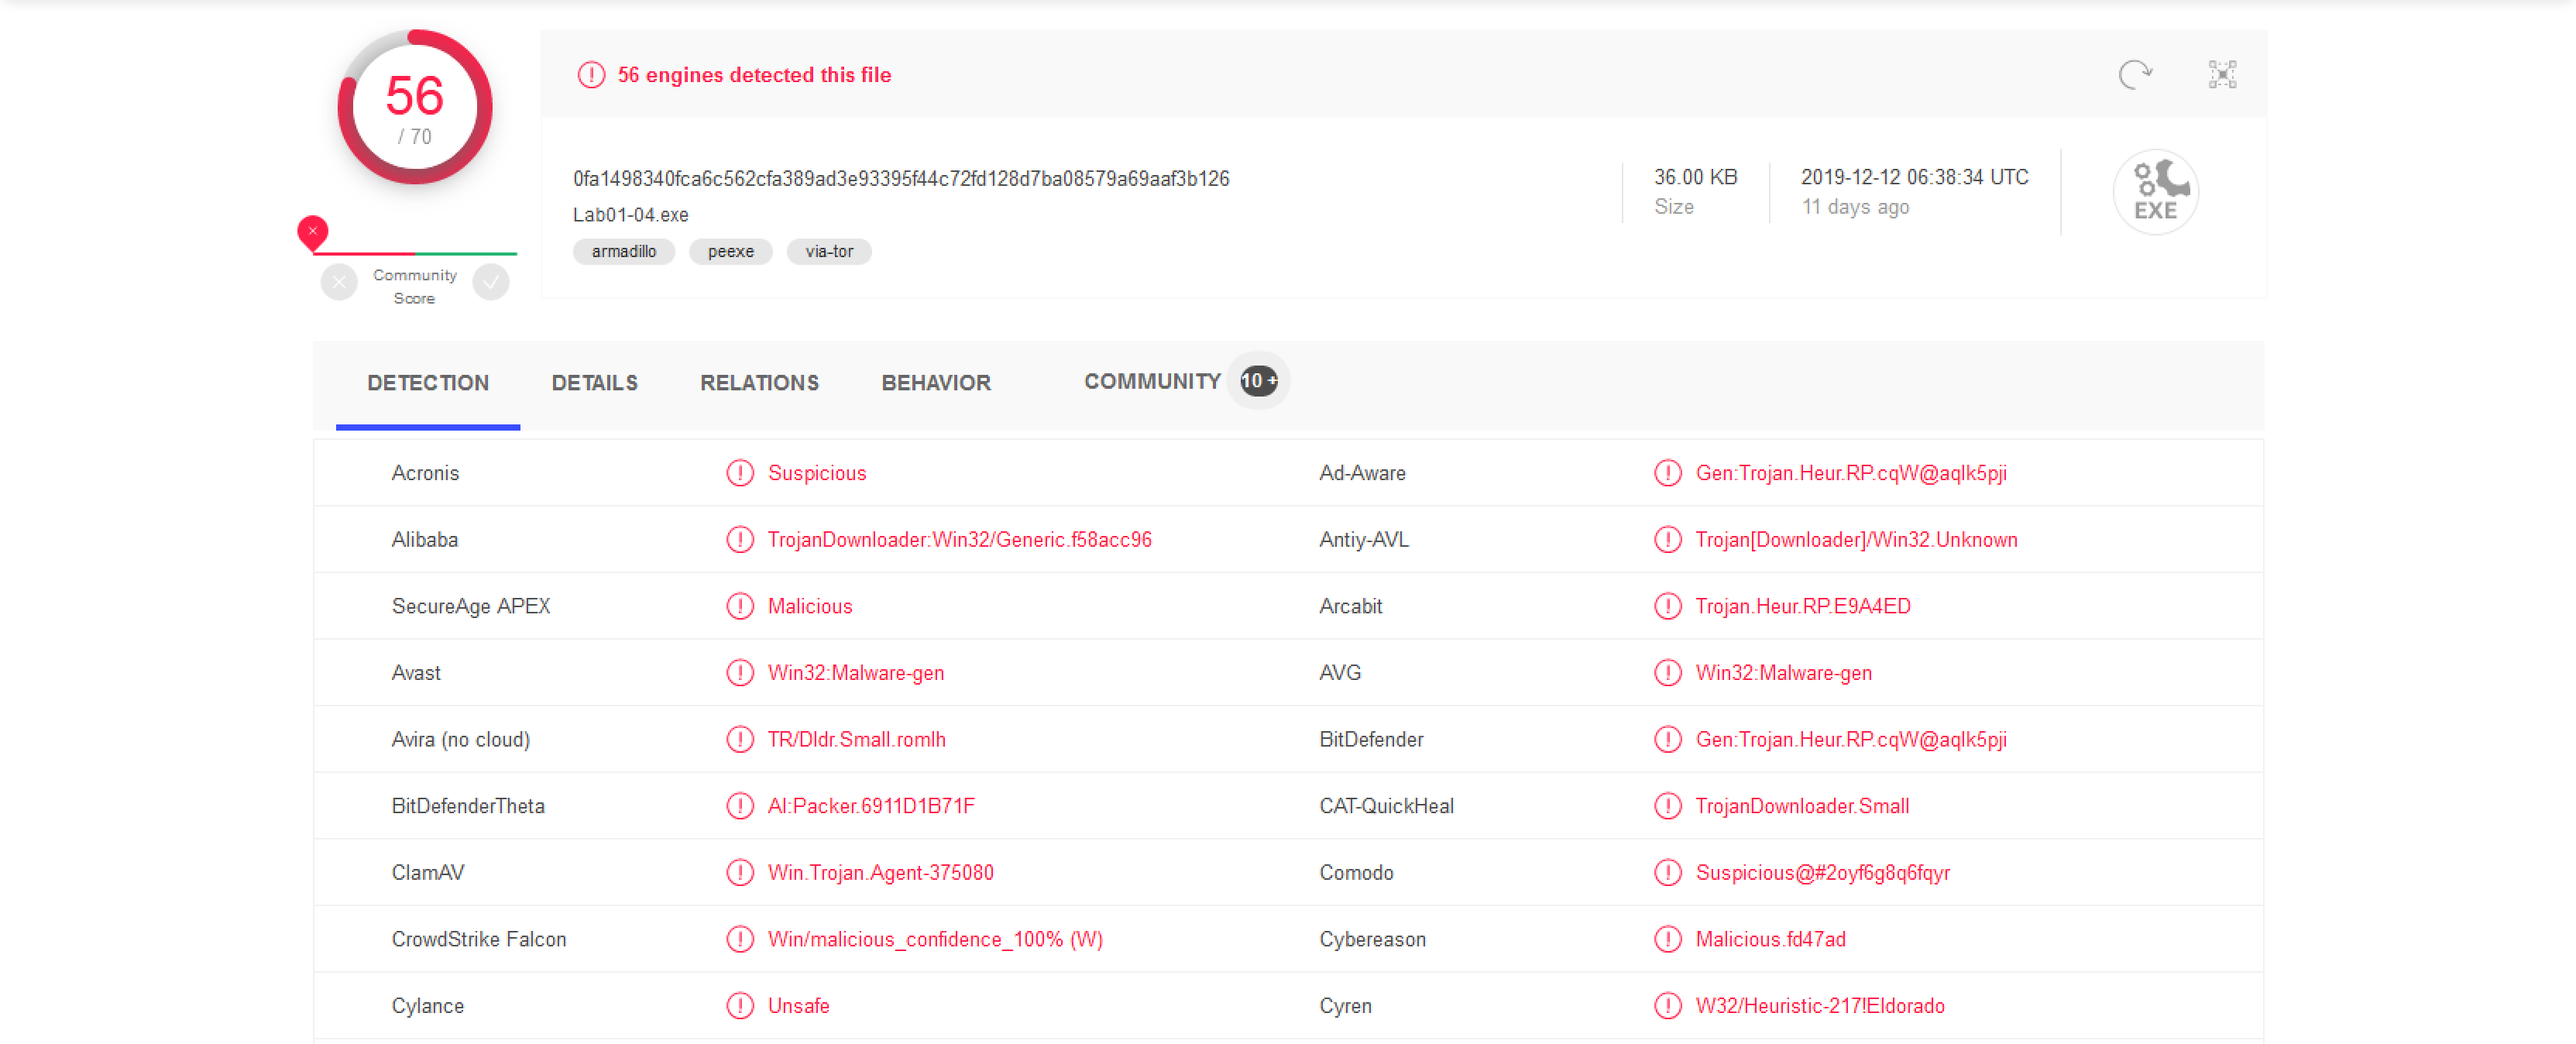 56
/ 70
56 engines detected this file
0fa1498340fca6c562cfa389ad3e93395f44c72fd128d7ba08579a69aaf3b126
Lab01-04.exe
armadillo peexe via-tor
36.00 KB
Size
2019-12-12 06:38:34 UTC
11 days ago
EXE
Community
Score
DETECTION DETAILS RELATIONS BEHAVIOR COMMUNITY 10 +
Acronis Suspicious Ad-Aware Gen:Trojan.Heur.RP.cqW@aqlk5pji
Alibaba TrojanDownloader:Win32/Generic.f58acc96 Antiy-AVL Trojan[Downloader]/Win32.Unknown
SecureAge APEX Malicious Arcabit Trojan.Heur.RP.E9A4ED
Avast Win32:Malware-gen AVG Win32:Malware-gen
Avira (no cloud) TR/Dldr.Small.romlh BitDefender Gen:Trojan.Heur.RP.cqW@aqlk5pji
BitDefenderTheta AI:Packer.6911D1B71F CAT-QuickHeal TrojanDownloader.Small
ClamAV Win.Trojan.Agent-375080 Comodo Suspicious@#2oyf6g8q6fqyr
CrowdStrike Falcon Win/malicious_confidence_100% (W) Cybereason Malicious.fd47ad
Cylance Unsafe Cyren W32/Heuristic-217!Eldorado